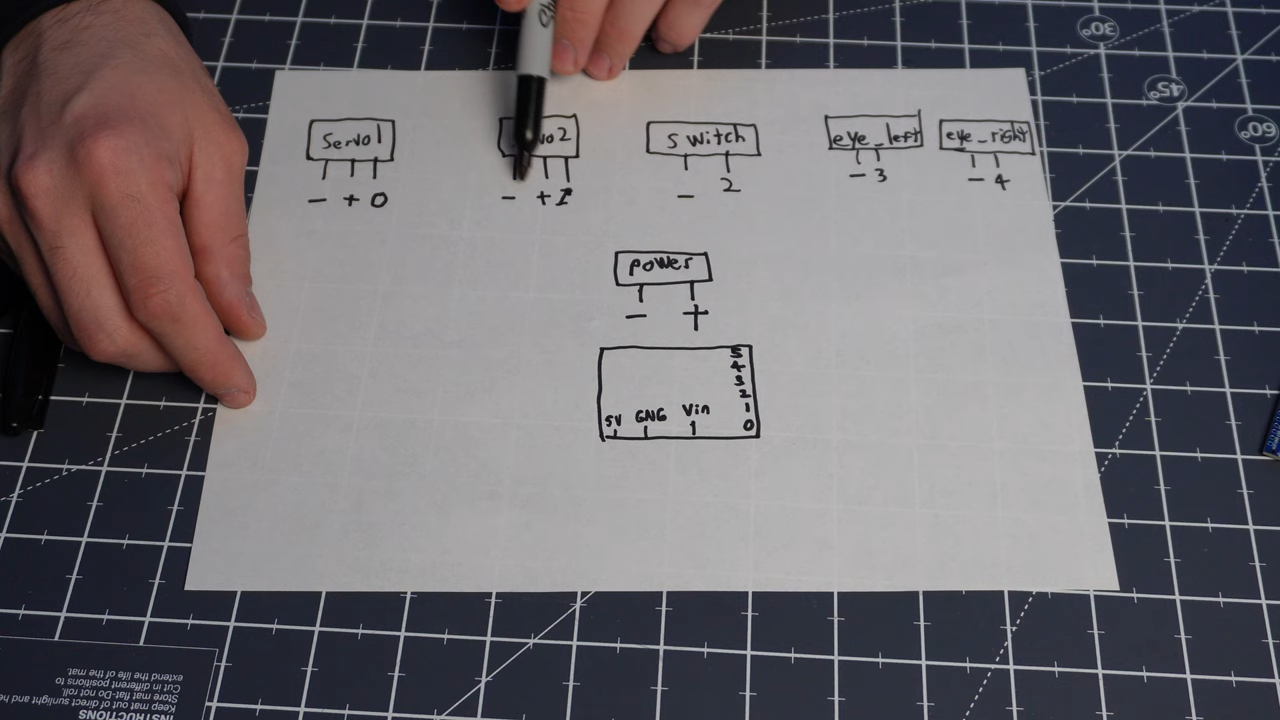 Servo1
vo2
switch
eye_left
eye_right
- + 0
- + 1
- 2
- 3
- 4
power
- +
5
4
3
2
1
0
5V GNG Vin
30°
45°
60°
INSTRUCTIONS
Keep mat out of direct sunlight and he
Store mat flat-Do not roll.
Cut in different positions to
extend the life of the mat.